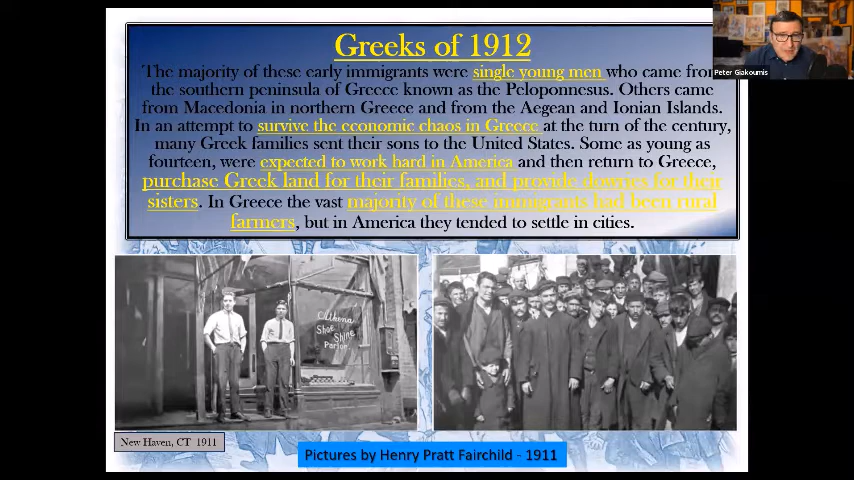 Greeks of 1912
The majority of these early immigrants were single young men who came from
the southern peninsula of Greece known as the Peloponnesus. Others came
from Macedonia in northern Greece and from the Aegean and Ionian Islands.
In an attempt to survive the economic chaos in Greece at the turn of the century,
many Greek families sent their sons to the United States. Some as young as
fourteen, were expected to work hard in America and then return to Greece,
purchase Greek land for their families, and provide dowries for their
sisters. In Greece the vast majority of these immigrants had been rural
farmers, but in America they tended to settle in cities.
Peter Giakoumis
Athena
Shoe Shine
Parlor
New Haven, CT 1911
Pictures by Henry Pratt Fairchild - 1911